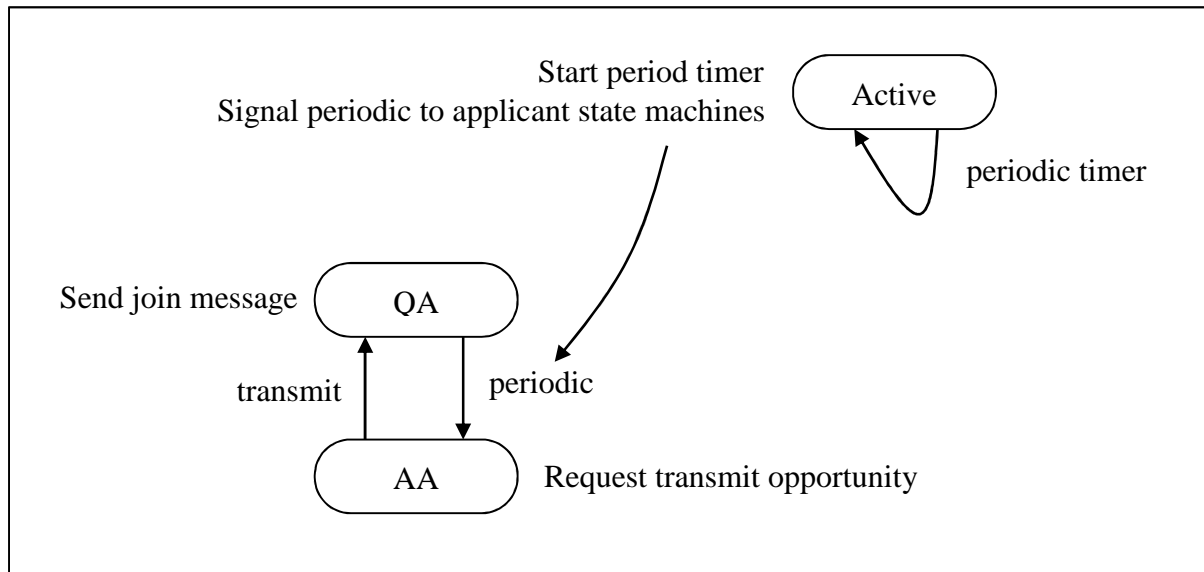 Start period timer
Signal periodic to applicant state machines
Active
periodic timer
Send join message
QA
transmit
periodic
AA
Request transmit opportunity